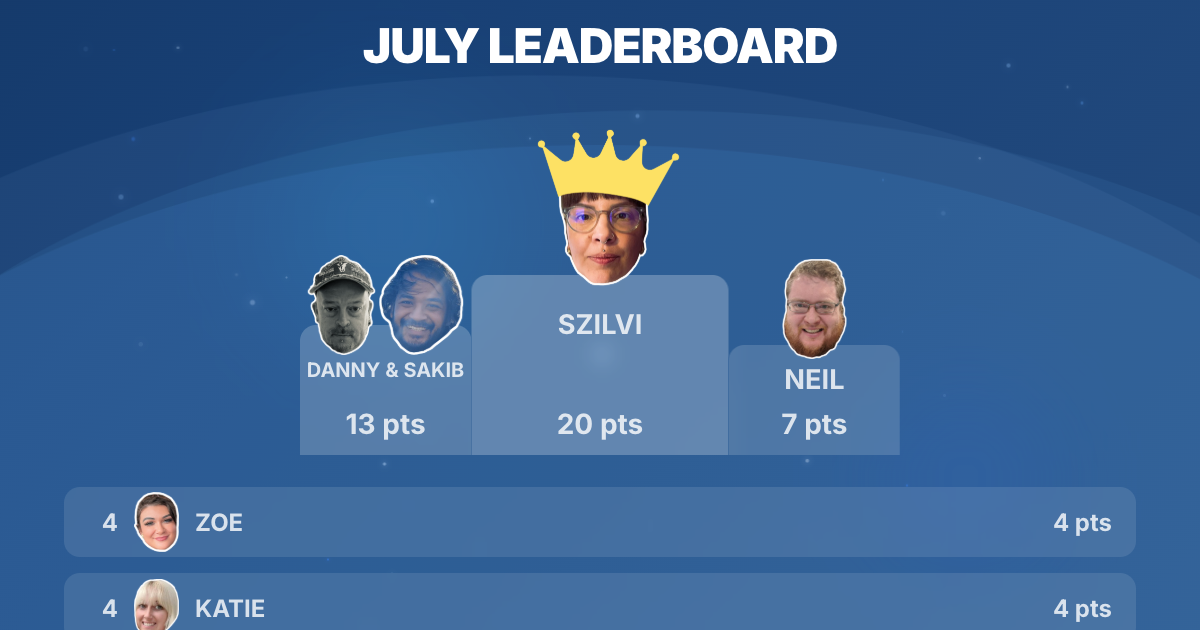 JULY LEADERBOARD
SZILVI
DANNY & SAKIB
NEIL
13 pts
20 pts
7 pts
4 ZOE 4 pts
4 KATIE 4 pts